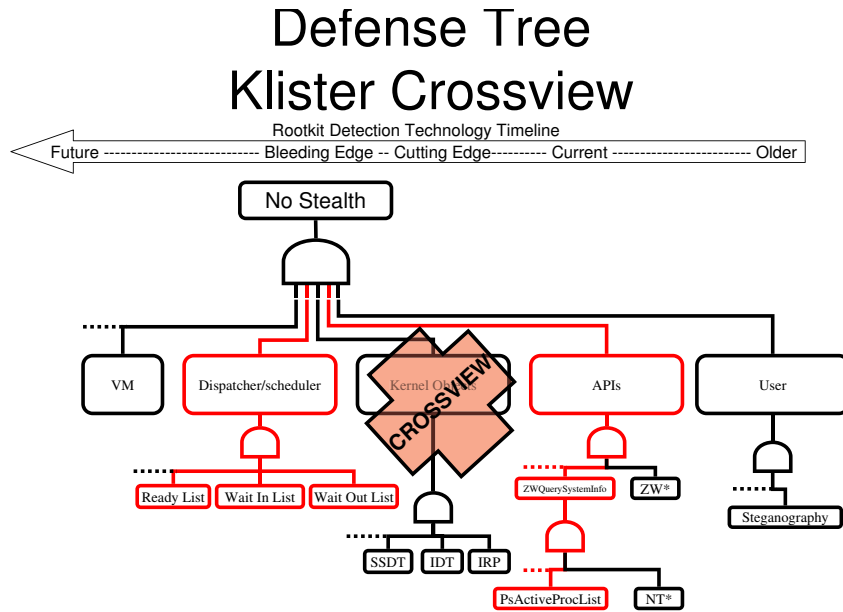 Defense Tree
Klister Crossview
Rootkit Detection Technology Timeline
Future ---------------------------- Bleeding Edge -- Cutting Edge---------- Current ------------------------- Older
No Stealth
VM
Dispatcher/scheduler
Kernel Objects
CROSSVIEW
APIs
User
Ready List
Wait In List
Wait Out List
ZWQuerySystemInfo
ZW*
Steganography
SSDT
IDT
IRP
PsActiveProcList
NT*